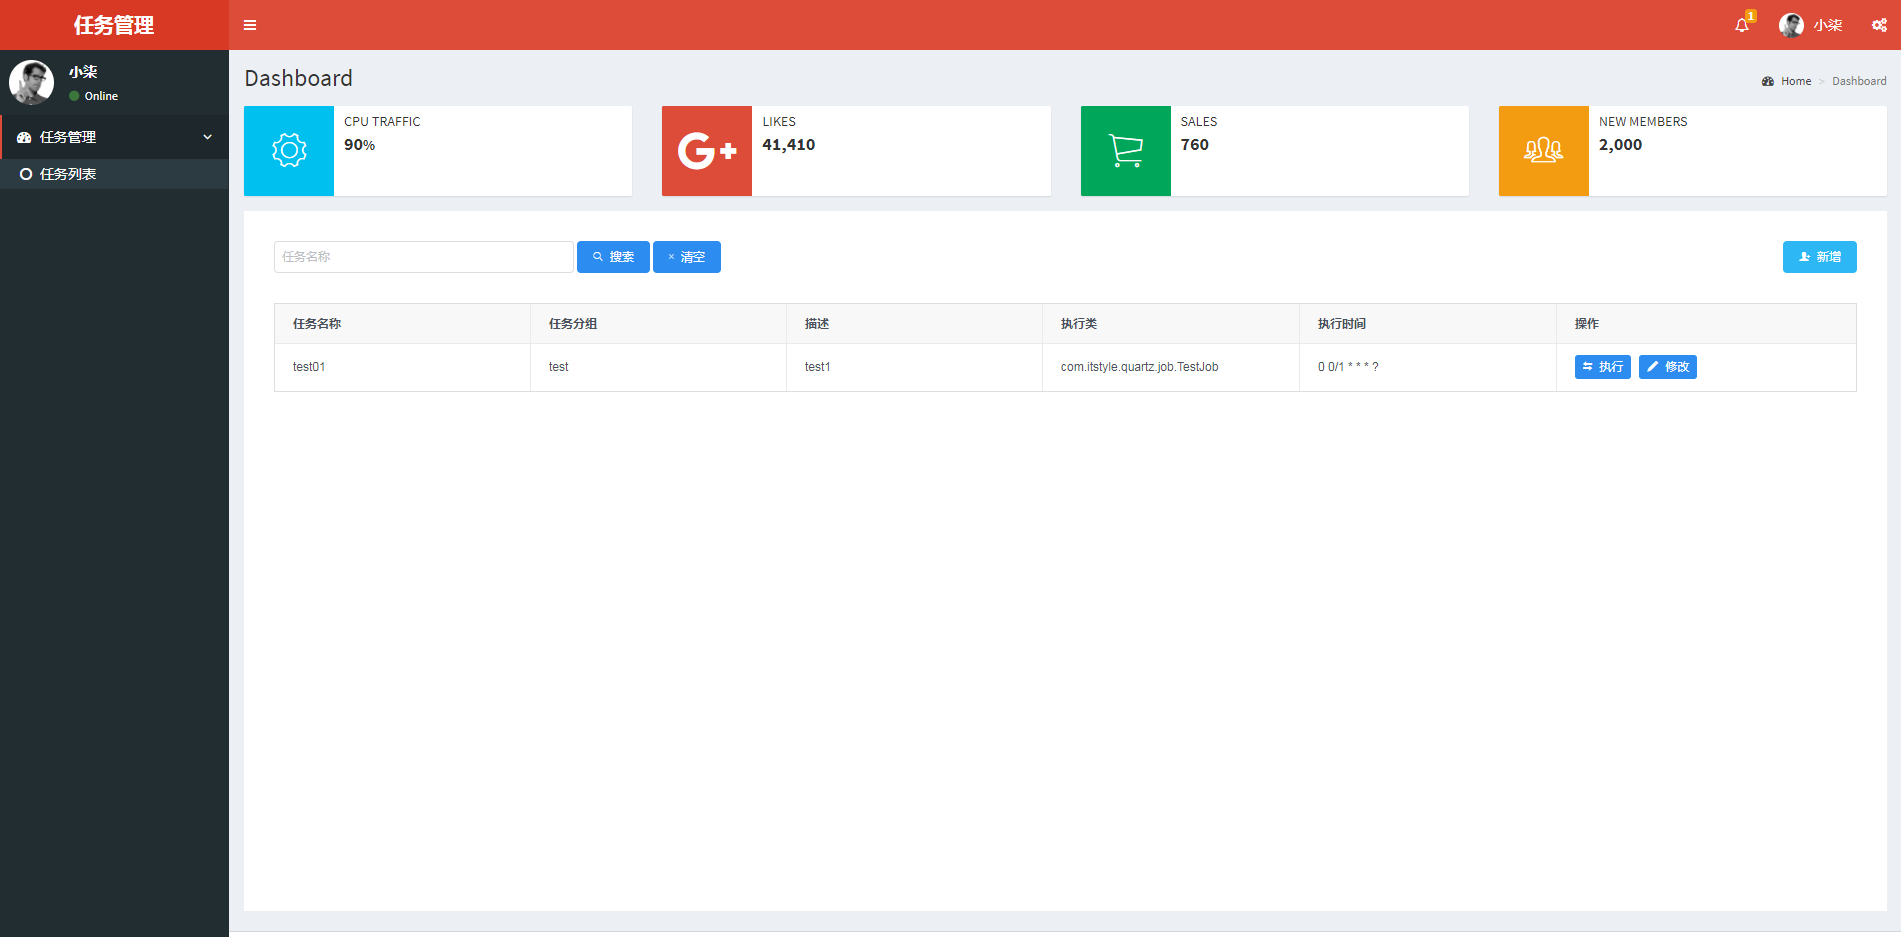 任务管理
1
小柒
小柒
Online
任务管理
任务列表
Dashboard
Home > Dashboard
CPU TRAFFIC
90%
G+
LIKES
41,410
SALES
760
NEW MEMBERS
2,000
任务名称
搜索
× 清空
新增
任务名称 任务分组 描述 执行类 执行时间 操作
test01 test test1 com.itstyle.quartz.job.TestJob 0 0/1 * * * ? 执行 修改